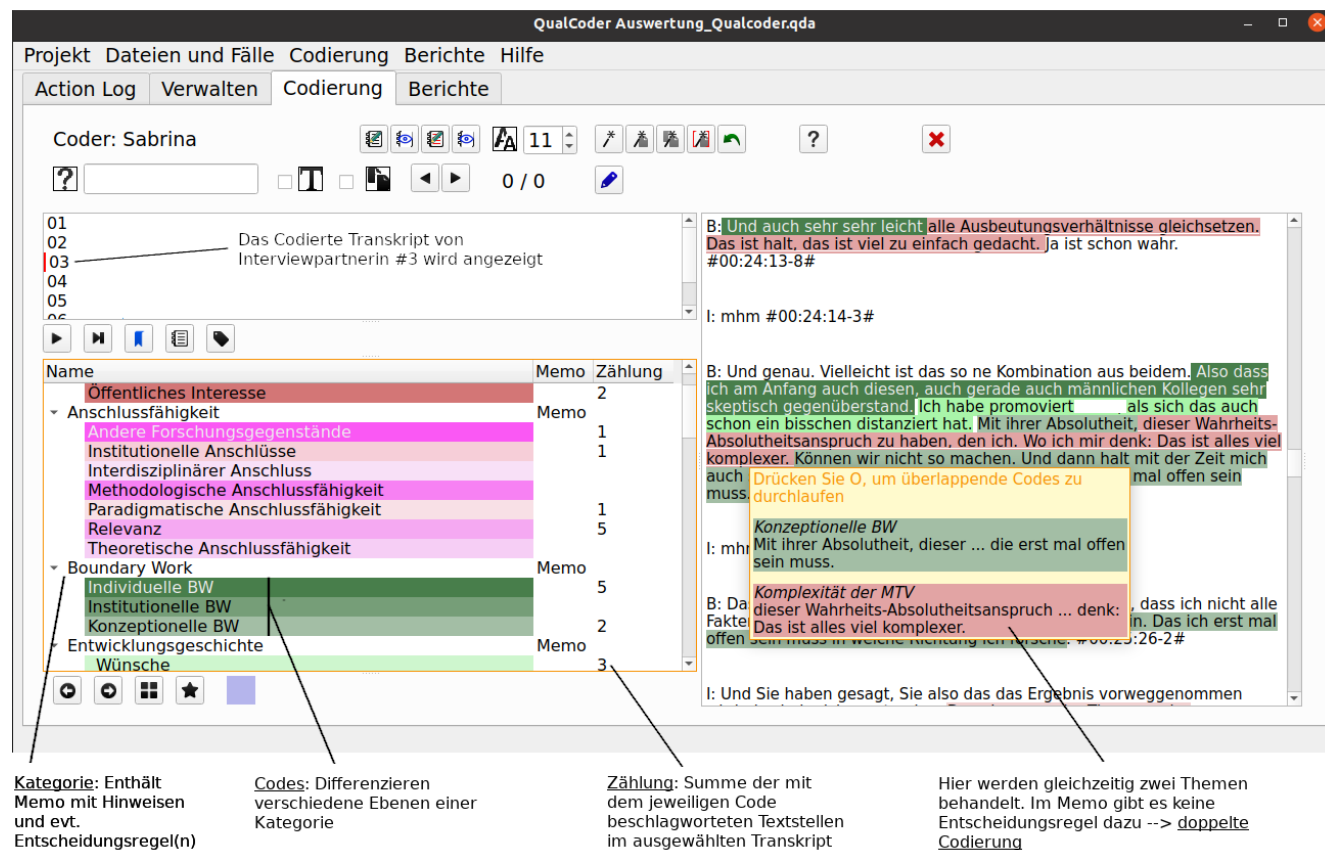 QualCoder Auswertung_Qualcoder.qda
Projekt Dateien und Fälle Codierung Berichte Hilfe
Action Log Verwalten Codierung Berichte
Coder: Sabrina
11
?
?
T
0 / 0
01
02
03
04
05
Das Codierte Transkript von
Interviewpartnerin #3 wird angezeigt
Name Memo Zählung
Öffentliches Interesse 2
Anschlussfähigkeit Memo
Andere Forschungsgegenstände 1
Institutionelle Anschlüsse 1
Interdisziplinärer Anschluss
Methodologische Anschlussfähigkeit
Paradigmatische Anschlussfähigkeit 1
Relevanz 5
Theoretische Anschlussfähigkeit
Boundary Work Memo
Individuelle BW 5
Institutionelle BW
Konzeptionelle BW 2
Entwicklungsgeschichte Memo
Wünsche 3
B: Und auch sehr sehr leicht alle Ausbeutungsverhältnisse gleichsetzen.
Das ist halt, das ist viel zu einfach gedacht. Ja ist schon wahr.
#00:24:13-8#
I: mhm #00:24:14-3#
B: Und genau. Vielleicht ist das so ne Kombination aus beidem. Also dass
ich am Anfang auch diesen, auch gerade auch männlichen Kollegen sehr
skeptisch gegenüberstand. Ich habe promoviert als sich das auch
schon ein bisschen distanziert hat. Mit ihrer Absolutheit, dieser Wahrheits-
Absolutheitsanspruch zu haben, den ich. Wo ich mir denk: Das ist alles viel
komplexer. Können wir nicht so machen. Und dann halt mit der Zeit mich
auch mal offen sein
muss.
Drücken Sie O, um überlappende Codes zu
durchlaufen
Konzeptionelle BW
Mit ihrer Absolutheit, dieser ... die erst mal offen
sein muss.
Komplexität der MTV
dieser Wahrheits-Absolutheitsanspruch ... denk:
Das ist alles viel komplexer.
I:
B: , dass ich nicht alle
Das ich erst mal
offen sein muss in welche Richtung ich forsche.
I: Und Sie haben gesagt, Sie also das das Ergebnis vorweggenommen
Kategorie: Enthält
Memo mit Hinweisen
und evt.
Entscheidungsregel(n)
Codes: Differenzieren
verschiedene Ebenen einer
Kategorie
Zählung: Summe der mit
dem jeweiligen Code
beschlagworteten Textstellen
im ausgewählten Transkript
Hier werden gleichzeitig zwei Themen
behandelt. Im Memo gibt es keine
Entscheidungsregel dazu --> doppelte
Codierung